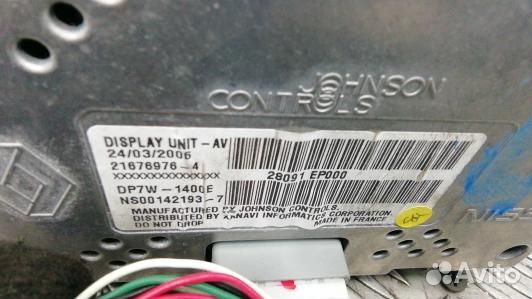 JOHNSON
CONTROLS
DISPLAY UNIT-AV
24/03/2006
21676976-4
XXXXXXXXXXXXXXX
28091 EP000
DP7W-1400E
NS00142193-7
MANUFACTURED BY JOHNSON CONTROLS.
DISTRIBUTED BY XANAVI INFORMATICS CORPORATION.
DO NOT DROP
MADE IN FRANCE
Avito